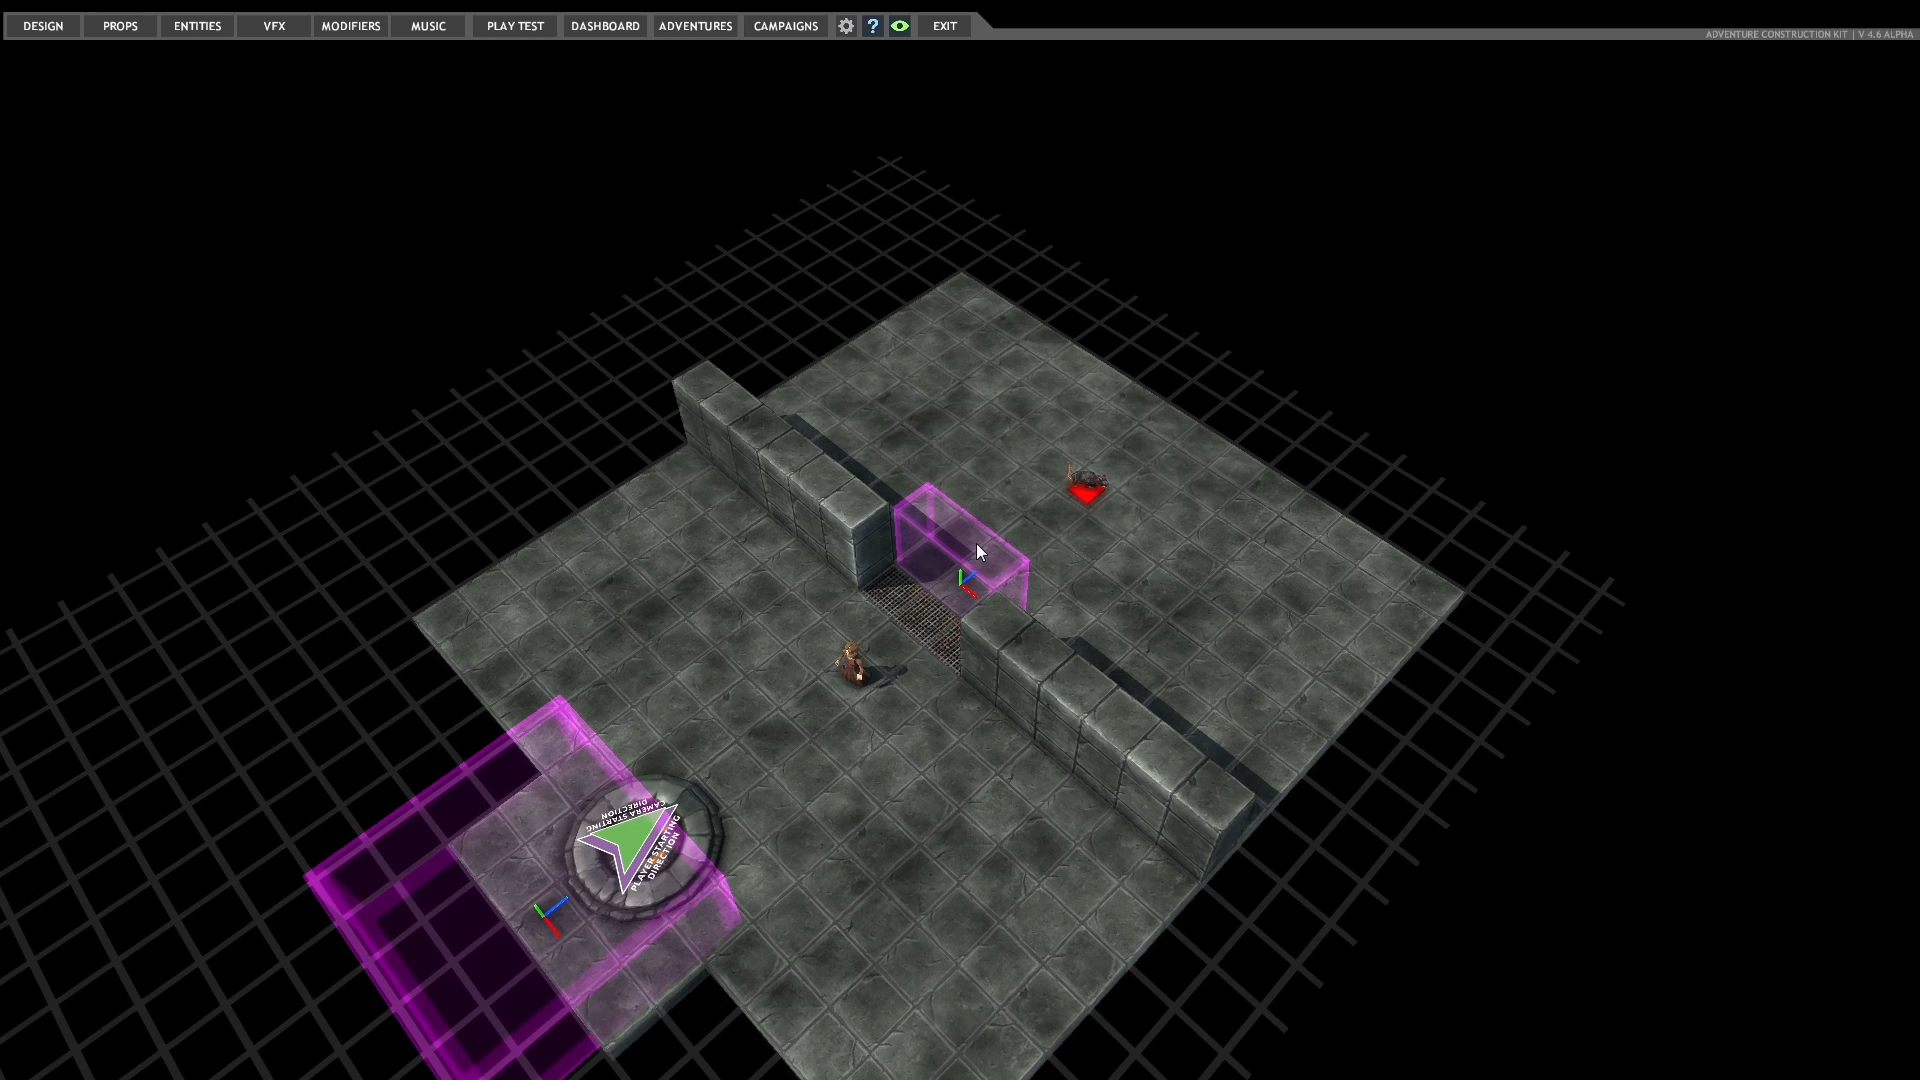 DESIGN PROPS ENTITIES VFX MODIFIERS MUSIC PLAY TEST DASHBOARD ADVENTURES CAMPAIGNS ? EXIT
ADVENTURE CONSTRUCTION KIT | V 4.6 ALPHA
CAMERA STARTING
DIRECTION
PLAYER STARTING
DIRECTION